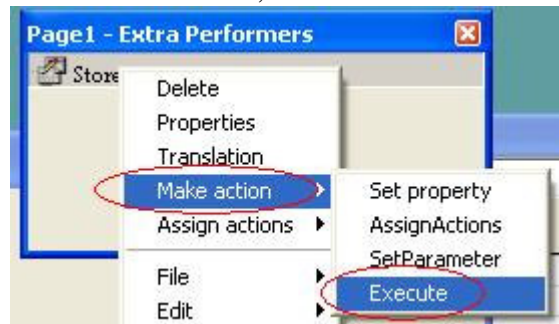 Page1 - Extra Performers
Store
Delete
Properties
Translation
Make action
Assign actions
File
Edit
Set property
AssignActions
SetParameter
Execute